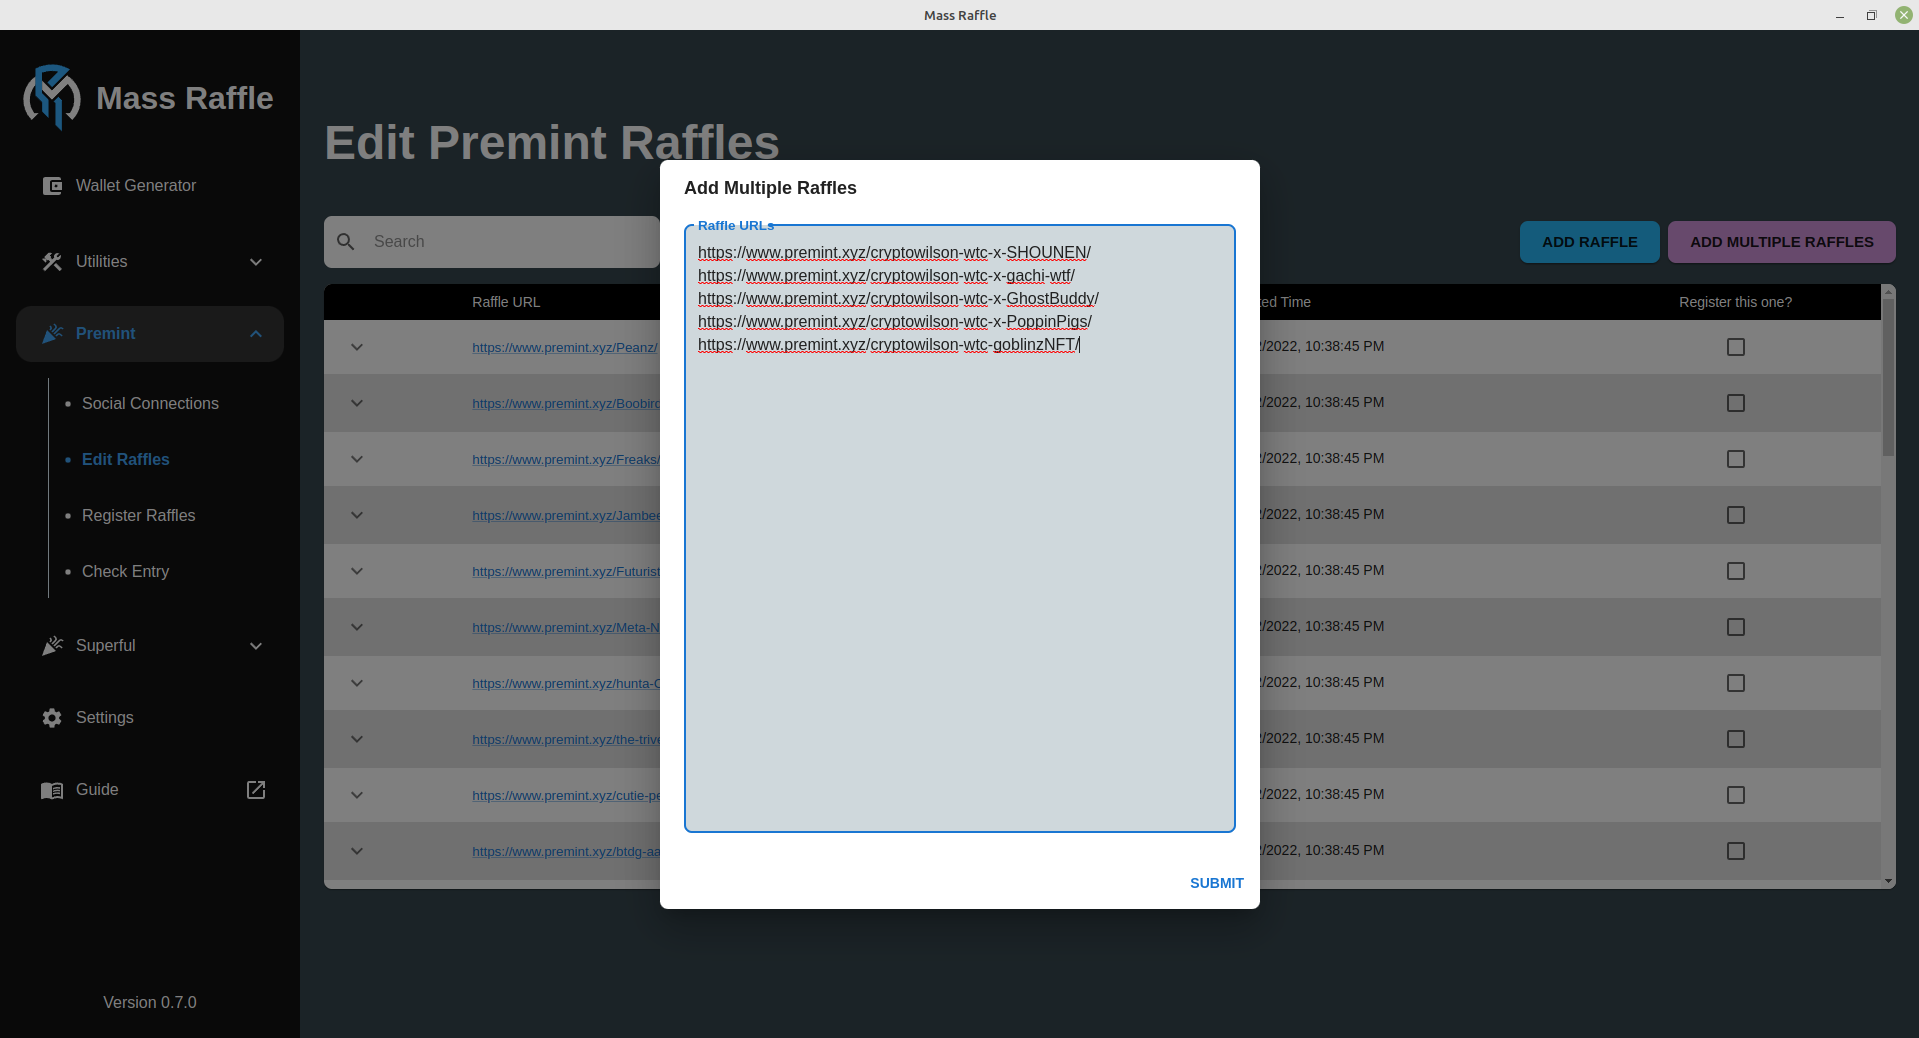 Mass Raffle
Mass Raffle
Wallet Generator
Utilities
Premint
Social Connections
Edit Raffles
Register Raffles
Check Entry
Superful
Settings
Guide
Version 0.7.0
Edit Premint Raffles
Search
ADD RAFFLE
ADD MULTIPLE RAFFLES
Raffle URL
Time
Register this one?
https://www.premint.xyz/Peanz/
/2022, 10:38:45 PM
https://www.premint.xyz/Boobird
/2022, 10:38:45 PM
https://www.premint.xyz/Freaks/
/2022, 10:38:45 PM
https://www.premint.xyz/Jambee
/2022, 10:38:45 PM
https://www.premint.xyz/Futurist
/2022, 10:38:45 PM
https://www.premint.xyz/Meta-N
/2022, 10:38:45 PM
https://www.premint.xyz/hunta-
/2022, 10:38:45 PM
https://www.premint.xyz/the-trive
/2022, 10:38:45 PM
https://www.premint.xyz/cutie-pe
/2022, 10:38:45 PM
https://www.premint.xyz/btdg-aa
/2022, 10:38:45 PM
Add Multiple Raffles
Raffle URLs
https://www.premint.xyz/cryptowilson-wtc-x-SHOUNEN/
https://www.premint.xyz/cryptowilson-wtc-x-gachi-wtf/
https://www.premint.xyz/cryptowilson-wtc-x-GhostBuddy/
https://www.premint.xyz/cryptowilson-wtc-x-PoppinPigs/
https://www.premint.xyz/cryptowilson-wtc-goblinzNFT/
SUBMIT